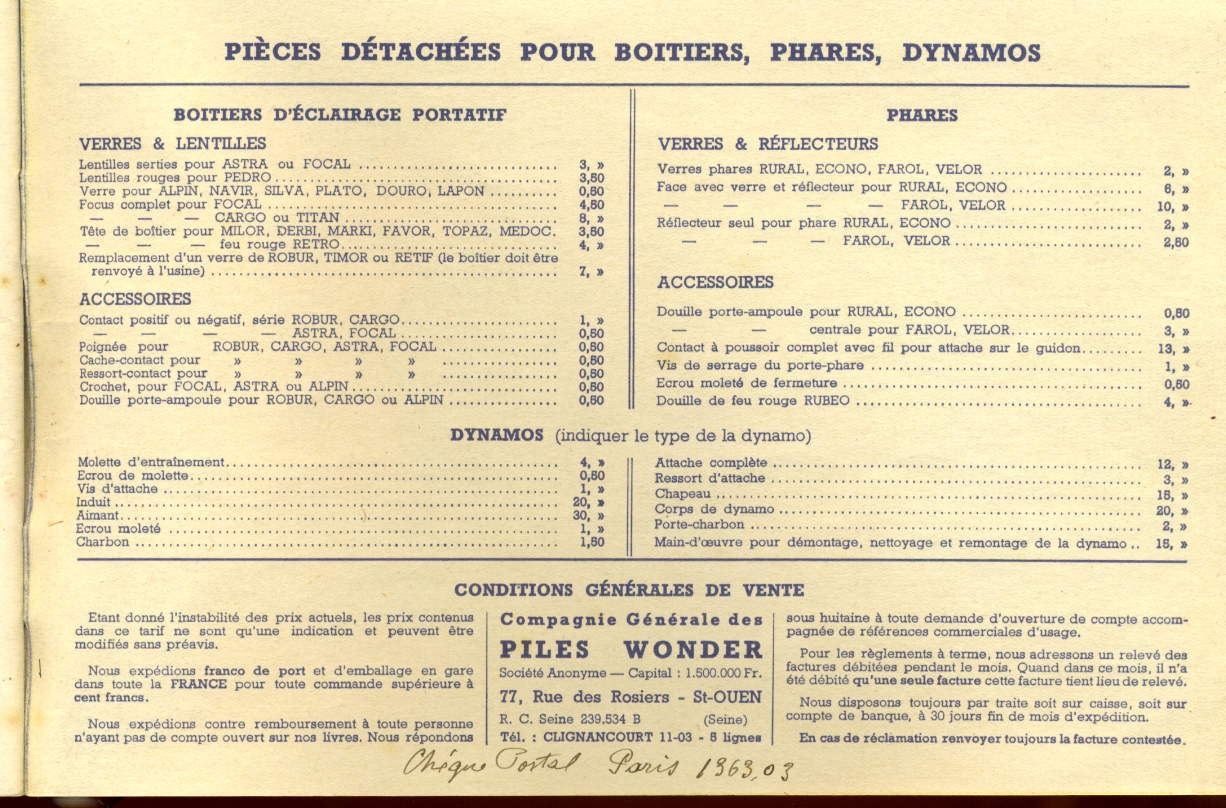 PIÈCES DÉTACHÉES POUR BOITIERS, PHARES, DYNAMOS
BOITIERS D'ÉCLAIRAGE PORTATIF
VERRES & LENTILLES
Lentilles serties pour ASTRA ou FOCAL .......... 3, »
Lentilles rouges pour PEDRO .......... 3,50
Verre pour ALPIN, NAVIR, SILVA, PLATO, DOURO, LAPON .......... 0,50
Focus complet pour FOCAL .......... 4,50
— — — CARGO ou TITAN .......... 8, »
Tête de boîtier pour MILOR, DERBI, MARKI, FAVOR, TOPAZ, MEDOC. 3,50
— — — feu rouge RETRO .......... 4, »
Remplacement d'un verre de ROBUR, TIMOR ou RETIF (le boîtier doit être
renvoyé à l'usine) .......... 7, »
ACCESSOIRES
Contact positif ou négatif, série ROBUR, CARGO .......... 1, »
— — — — ASTRA, FOCAL .......... 0,50
Poignée pour ROBUR, CARGO, ASTRA, FOCAL .......... 0,50
Cache-contact pour » » » » .......... 0,50
Ressort-contact pour » » » » .......... 0,50
Crochet, pour FOCAL, ASTRA ou ALPIN .......... 0,50
Douille porte-ampoule pour ROBUR, CARGO ou ALPIN .......... 0,50
PHARES
VERRES & RÉFLECTEURS
Verres phares RURAL, ECONO, FAROL, VELOR .......... 2, »
Face avec verre et réflecteur pour RURAL, ECONO .......... 6, »
— — — — FAROL, VELOR .......... 10, »
Réflecteur seul pour phare RURAL, ECONO .......... 2, »
— — — FAROL, VELOR .......... 2,50
ACCESSOIRES
Douille porte-ampoule pour RURAL, ECONO .......... 0,50
— — centrale pour FAROL, VELOR .......... 3, »
Contact à poussoir complet avec fil pour attache sur le guidon .......... 13, »
Vis de serrage du porte-phare .......... 1, »
Ecrou moleté de fermeture .......... 0,50
Douille de feu rouge RUBEO .......... 4, »
DYNAMOS (indiquer le type de la dynamo)
Molette d'entraînement .......... 4, »
Ecrou de molette .......... 0,50
Vis d'attache .......... 1, »
Induit .......... 20, »
Aimant .......... 30, »
Ecrou moleté .......... 1, »
Charbon .......... 1,50
Attache complète .......... 12, »
Ressort d'attache .......... 3, »
Chapeau .......... 15, »
Corps de dynamo .......... 20, »
Porte-charbon .......... 2, »
Main-d'œuvre pour démontage, nettoyage et remontage de la dynamo .. 15, »
CONDITIONS GÉNÉRALES DE VENTE
Etant donné l'instabilité des prix actuels, les prix contenus
dans ce tarif ne sont qu'une indication et peuvent être
modifiés sans préavis.
Nous expédions franco de port et d'emballage en gare
dans toute la FRANCE pour toute commande supérieure à
cent francs.
Nous expédions contre remboursement à toute personne
n'ayant pas de compte ouvert sur nos livres. Nous répondons
Compagnie Générale des
PILES WONDER
Société Anonyme — Capital : 1.500.000 Fr.
77, Rue des Rosiers - St-OUEN
R. C. Seine 239.534 B (Seine)
Tél. : CLIGNANCOURT 11-03 - 8 lignes
sous huitaine à toute demande d'ouverture de compte accom-
pagnée de références commerciales d'usage.
Pour les règlements à terme, nous adressons un relevé des
factures débitées pendant le mois. Quand dans ce mois, il n'a
été débité qu'une seule facture cette facture tient lieu de relevé.
Nous disposons toujours par traite soit sur caisse, soit sur
compte de banque, à 30 jours fin de mois d'expédition.
En cas de réclamation renvoyer toujours la facture contestée.
Chéque Portal Paris 1363,03